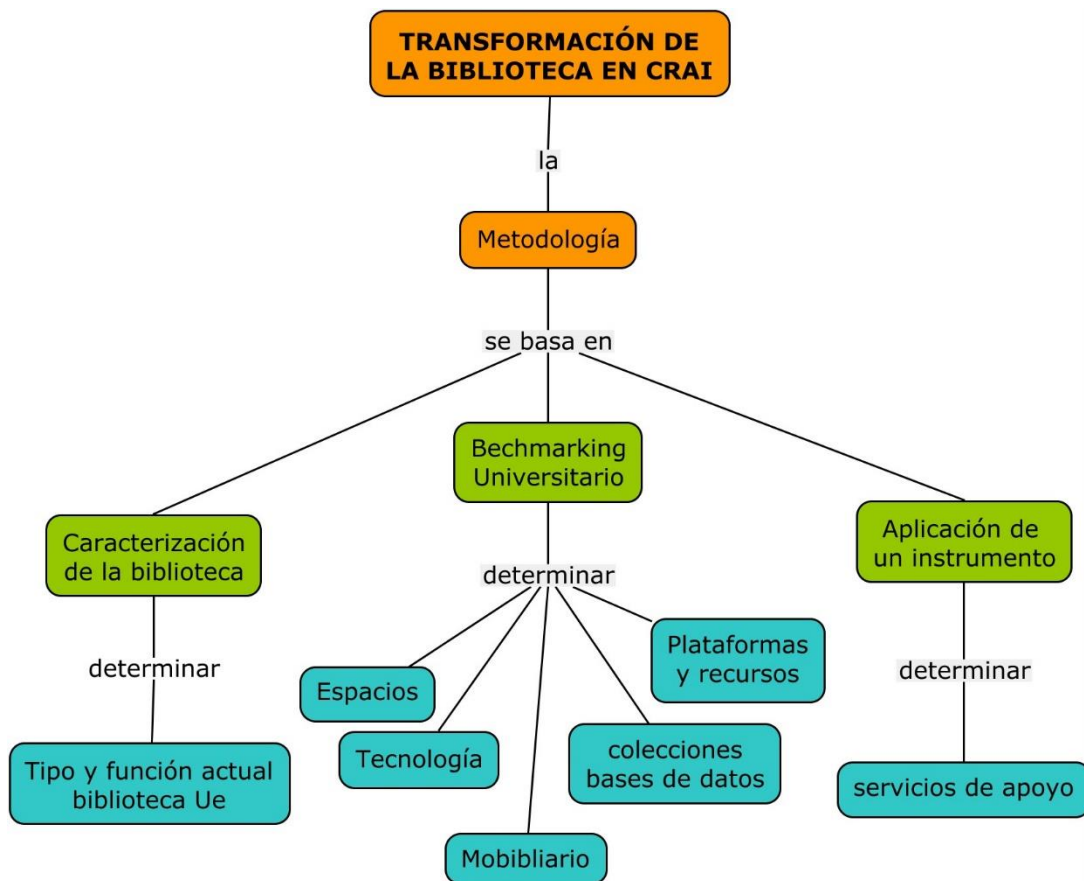 TRANSFORMACIÓN DE
LA BIBLIOTECA EN CRAI
la
Metodología
se basa en
Caracterización
de la biblioteca
determinar
Tipo y función actual
biblioteca Ue
Bechmarking
Universitario
determinar
Espacios
Tecnología
Mobibliario
colecciones
bases de datos
Plataformas
y recursos
Aplicación de
un instrumento
determinar
servicios de apoyo